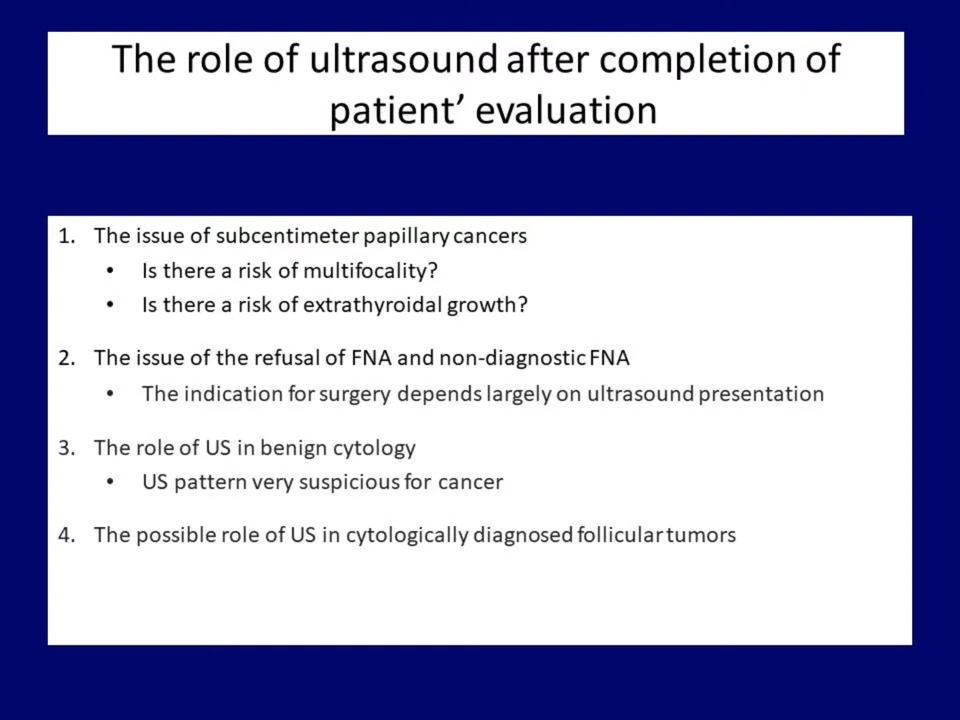 The role of ultrasound after completion of
patient’ evaluation
1. The issue of subcentimeter papillary cancers
• Is there a risk of multifocality?
• Is there a risk of extrathyroidal growth?
2. The issue of the refusal of FNA and non-diagnostic FNA
• The indication for surgery depends largely on ultrasound presentation
3. The role of US in benign cytology
• US pattern very suspicious for cancer
4. The possible role of US in cytologically diagnosed follicular tumors